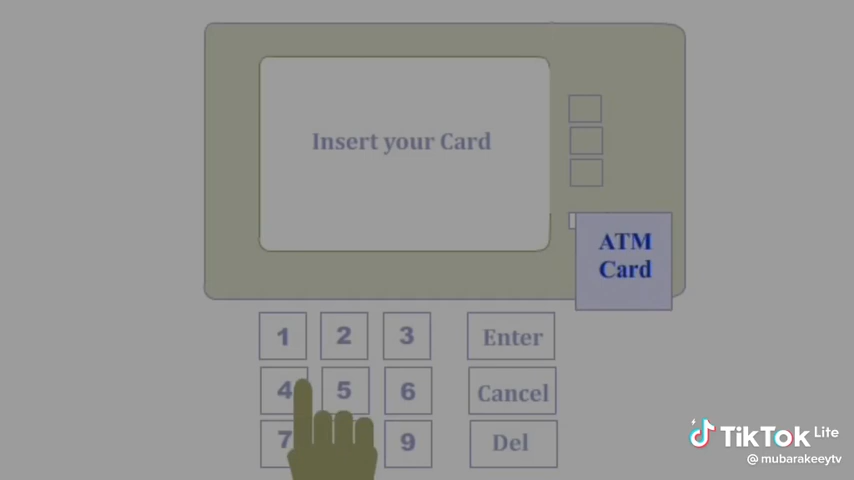 Insert your Card
ATM
Card
1 2 3 Enter
4 5 6 Cancel
7 9 Del
TikTok Lite
@mubarakeeytv